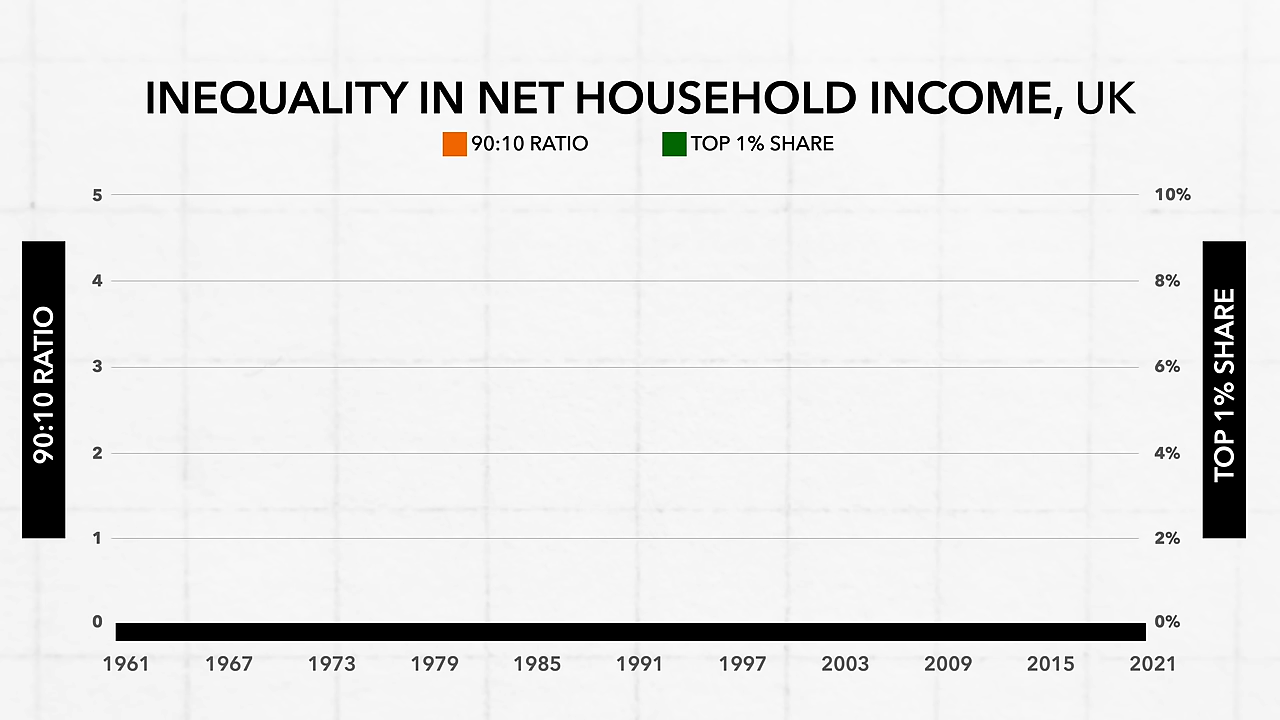 INEQUALITY IN NET HOUSEHOLD INCOME, UK
90:10 RATIO
TOP 1% SHARE
5
10%
4
8%
3
6%
2
4%
1
2%
0
0%
90:10 RATIO
TOP 1% SHARE
1961 1967 1973 1979 1985 1991 1997 2003 2009 2015 2021